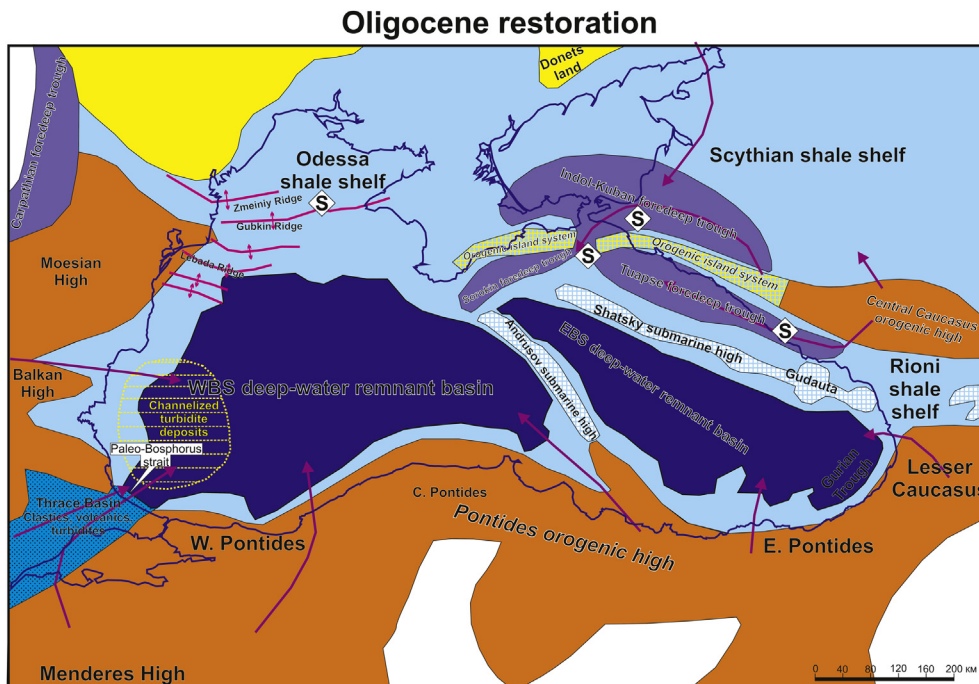 Oligocene restoration
Donets
land
Carpathian foredeep trough
Odessa
shale shelf
Scythian shale shelf
S
Zmeiniy Ridge
Gubkin Ridge
Indol-Kuban foredeep trough
S
Orogenic island system
Orogenic island system
S
Lebada Ridge
Moesian
High
Sorokin foredeep trough
Tuapse foredeep trough
Central Caucasus
orogenic high
Shatsky submarine high
S
Andrusov submarine high
EBS deep-water remnant basin
Gudauta
Rioni
shale
shelf
Balkan
High
WBS deep-water remnant basin
Channelized
turbidite
deposits
Paleo-Bosphorus
strait
Gurian
Trough
Lesser
Caucasus
Thrace Basin
Clastics, volcanics,
turbidites
C. Pontides
W. Pontides
Pontides orogenic high
E. Pontides
Menderes High
0 40 80 120 160 200 км